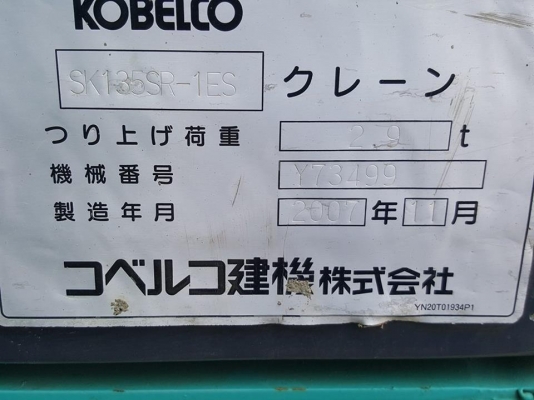 KOBELCO
SK135SR-1ES クレーン
つり上げ荷重 2.9 t
機械番号 Y73499
製造年月 2007 年 11 月
コベルコ建機株式会社
YN20T01934P1